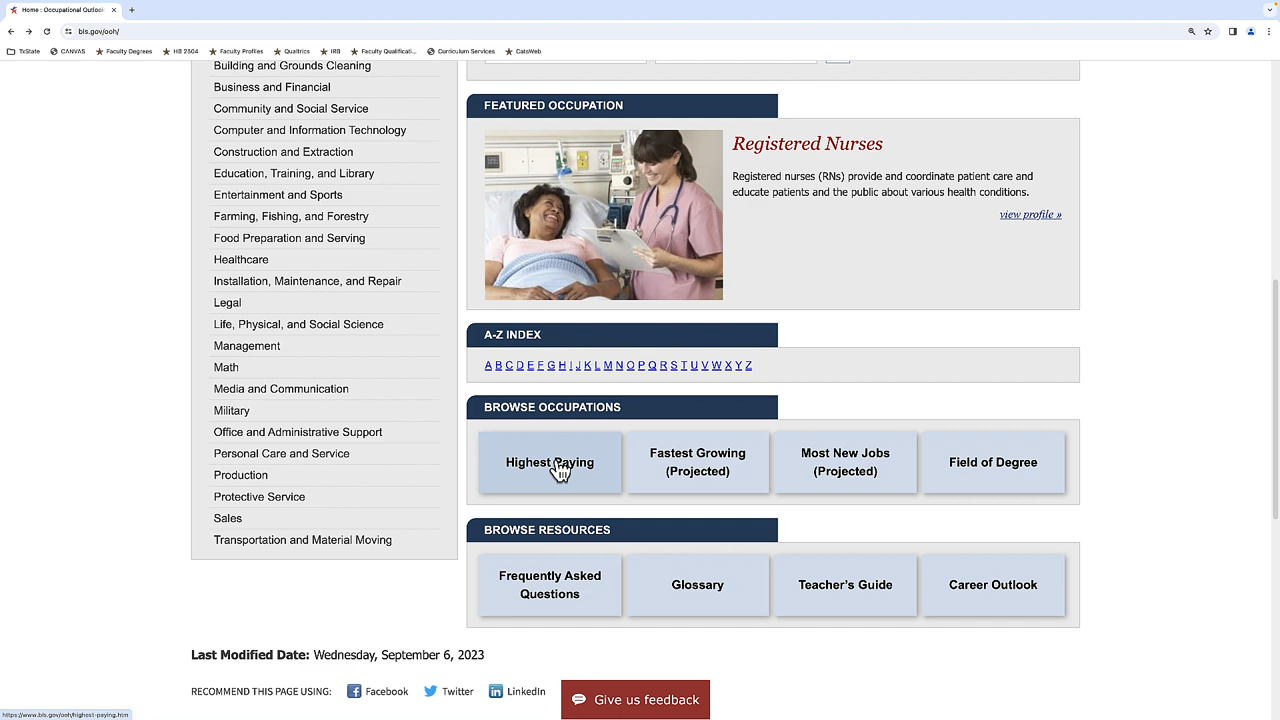 Home : Occupational Outloo
bls.gov/ooh/
TxState
CANVAS
Faculty Degrees
HB 2504
Faculty Profiles
Qualtrics
IRB
Faculty Qualificati...
Curriculum Services
CatsWeb
Building and Grounds Cleaning
Business and Financial
Community and Social Service
Computer and Information Technology
Construction and Extraction
Education, Training, and Library
Entertainment and Sports
Farming, Fishing, and Forestry
Food Preparation and Serving
Healthcare
Installation, Maintenance, and Repair
Legal
Life, Physical, and Social Science
Management
Math
Media and Communication
Military
Office and Administrative Support
Personal Care and Service
Production
Protective Service
Sales
Transportation and Material Moving
FEATURED OCCUPATION
Registered Nurses
Registered nurses (RNs) provide and coordinate patient care and
educate patients and the public about various health conditions.
view profile »
A-Z INDEX
A B C D E F G H I J K L M N O P Q R S T U V W X Y Z
BROWSE OCCUPATIONS
Highest Paying
Fastest Growing
(Projected)
Most New Jobs
(Projected)
Field of Degree
BROWSE RESOURCES
Frequently Asked
Questions
Glossary
Teacher's Guide
Career Outlook
Last Modified Date: Wednesday, September 6, 2023
RECOMMEND THIS PAGE USING:
Facebook
Twitter
LinkedIn
Give us feedback
https://www.bls.gov/ooh/highest-paying.htm